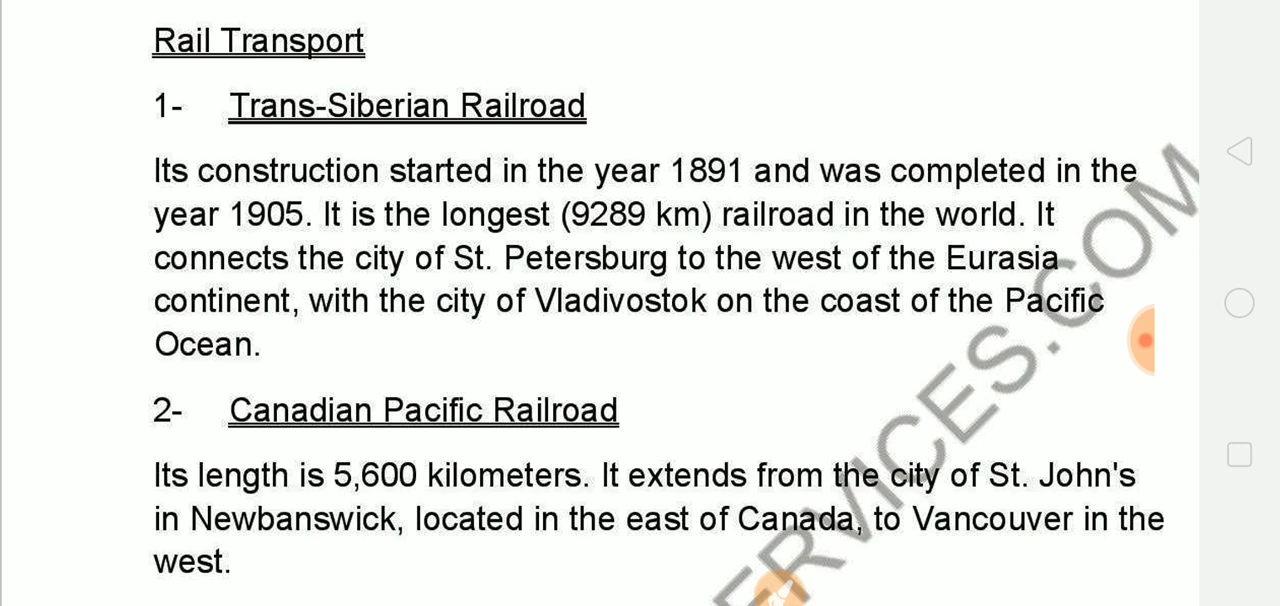 Rail Transport
1- Trans-Siberian Railroad
Its construction started in the year 1891 and was completed in the
year 1905. It is the longest (9289 km) railroad in the world. It
connects the city of St. Petersburg to the west of the Eurasia
continent, with the city of Vladivostok on the coast of the Pacific
Ocean.
2- Canadian Pacific Railroad
Its length is 5,600 kilometers. It extends from the city of St. John's
in Newbanswick, located in the east of Canada, to Vancouver in the
west.
ERVICES.COM